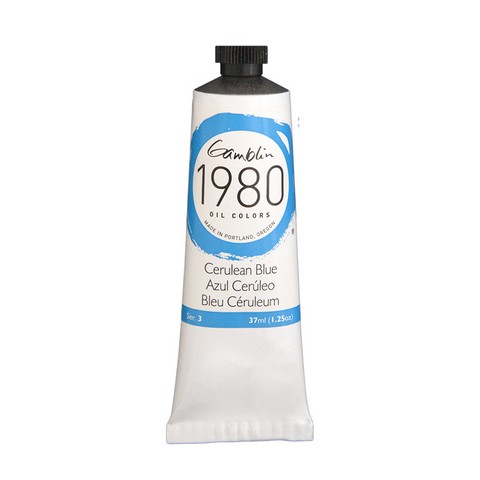 Gamblin
1980
OIL COLORS
MADE IN PORTLAND, OREGON
Cerulean Blue
Azul Cerúleo
Bleu Céruleum
Ser. 3 37ml (1.25oz)